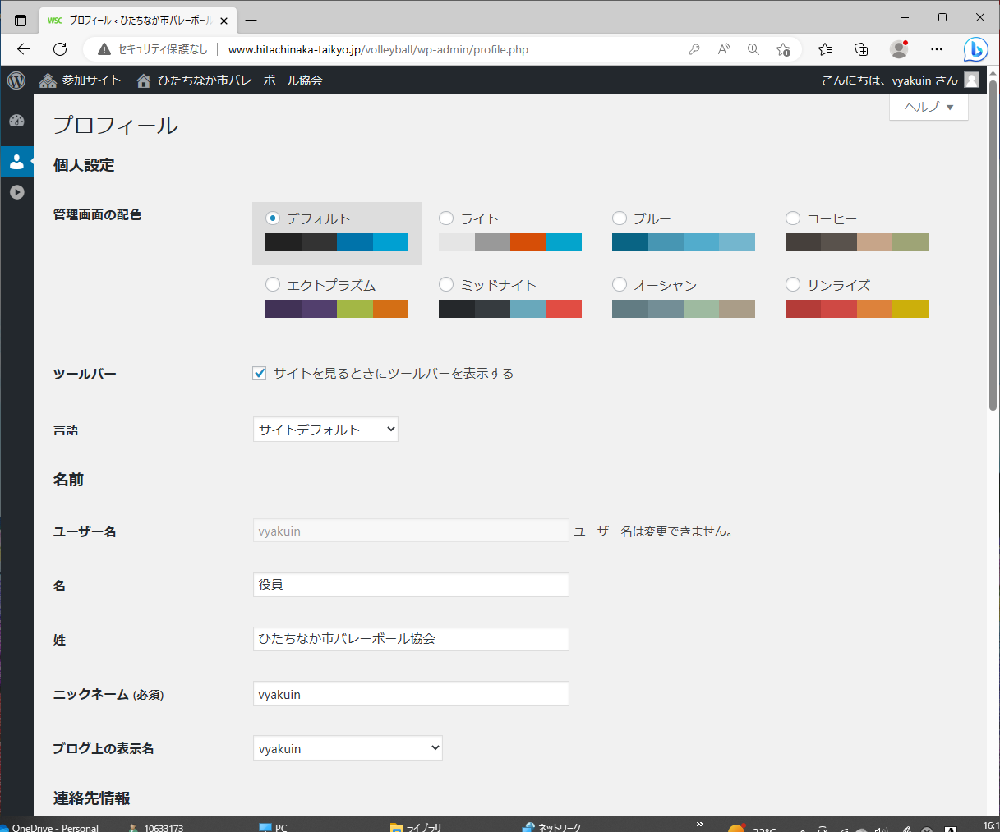 WSC プロフィール ‹ ひたちなか市バレーボール
セキュリティ保護なし www.hitachinaka-taikyo.jp/volleyball/wp-admin/profile.php
参加サイト ひたちなか市バレーボール協会 こんにちは、vyakuin さん
ヘルプ ▼
プロフィール
個人設定
管理画面の配色
デフォルト ライト ブルー コーヒー
エクトプラズム ミッドナイト オーシャン サンライズ
ツールバー サイトを見るときにツールバーを表示する
言語 サイトデフォルト
名前
ユーザー名 vyakuin ユーザー名は変更できません。
名 役員
姓 ひたちなか市バレーボール協会
ニックネーム (必須) vyakuin
ブログ上の表示名 vyakuin
連絡先情報
OneDrive - Personal 10633173 PC ライブラリ ネットワーク »